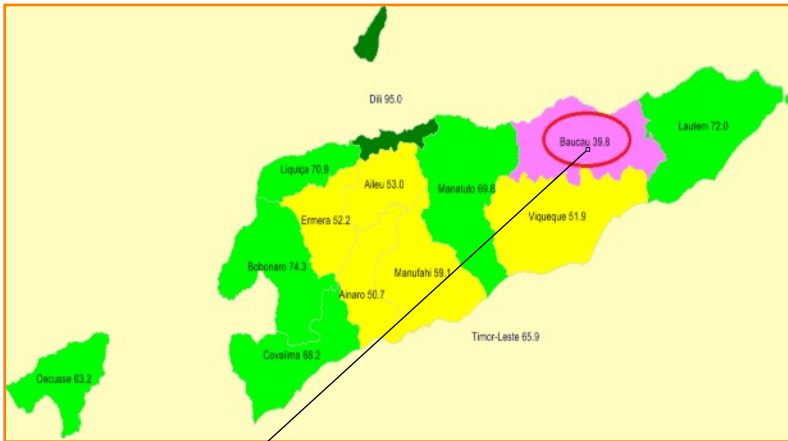 Dili 95.0
Baucau 39.8
Lautem 72.0
Liquiça 70.9
Aileu 53.0
Manatuto 69.6
Ermera 52.2
Viqueque 51.9
Bobonaro 74.3
Manufahi 59.1
Ainaro 50.7
Timor-Leste 65.9
Covalima 68.2
Oecusse 63.2